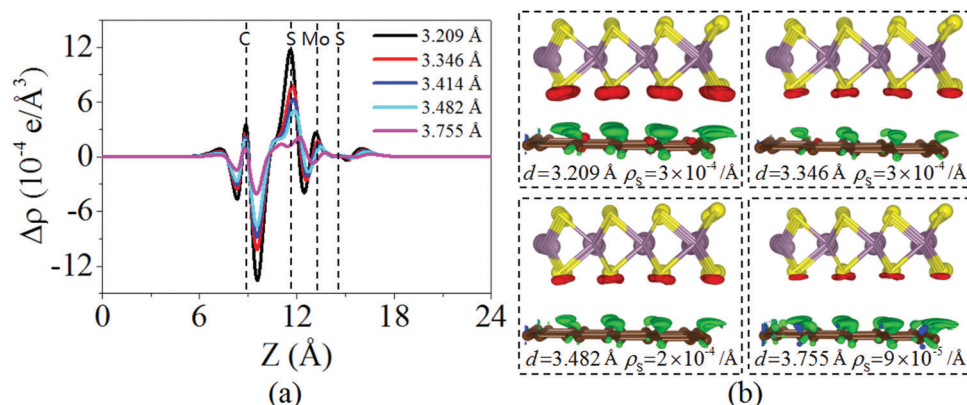 C S Mo S
12
6
0
-6
-12
Δρ (10⁻⁴ e/Å³)
3.209 Å
3.346 Å
3.414 Å
3.482 Å
3.755 Å
0 6 12 18 24
Z (Å)
(a)
d=3.209 Å ρS=3×10⁻⁴/Å
d=3.346 Å ρS=3×10⁻⁴/Å
d=3.482 Å ρS=2×10⁻⁴/Å
d=3.755 Å ρS=9×10⁻⁵/Å
(b)